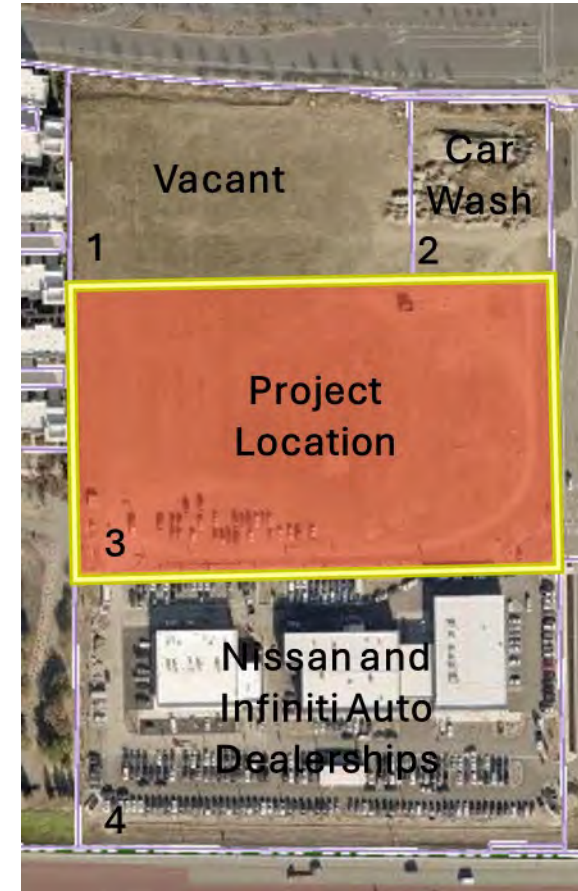 Vacant
Car
Wash
1
2
Project
Location
3
Nissan and
Infiniti Auto
Dealerships
4